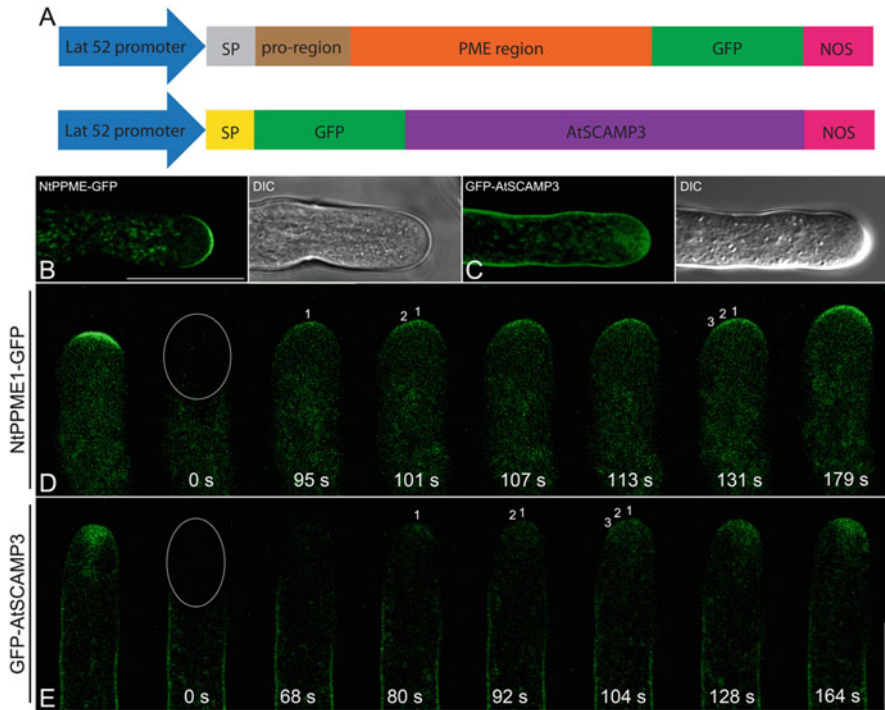 A
Lat 52 promoter SP pro-region PME region GFP NOS
Lat 52 promoter SP GFP AtSCAMP3 NOS
NtPPME-GFP DIC GFP-AtSCAMP3 DIC
B C
NtPPME1-GFP
1 2 1 3 2 1
D 0 s 95 s 101 s 107 s 113 s 131 s 179 s
GFP-AtSCAMP3
1 2 1 3 2 1
E 0 s 68 s 80 s 92 s 104 s 128 s 164 s